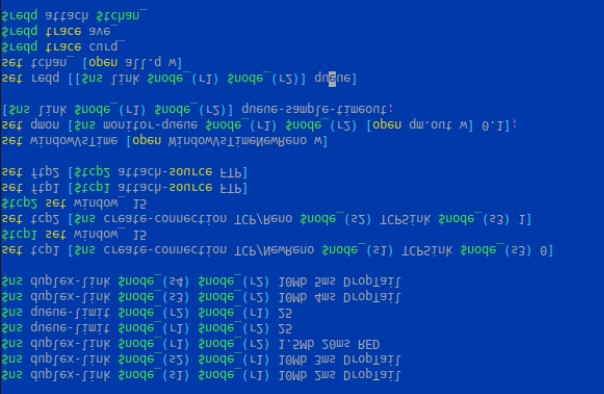 $ns duplex-link $node_(s1) $node_(r1) 10Mb 2ms DropTail
$ns duplex-link $node_(s2) $node_(r1) 10Mb 3ms DropTail
$ns duplex-link $node_(r1) $node_(r2) 1.5Mb 20ms RED
$ns queue-limit $node_(r1) $node_(r2) 25
$ns queue-limit $node_(r2) $node_(r1) 25
$ns duplex-link $node_(s3) $node_(r2) 10Mb 4ms DropTail
$ns duplex-link $node_(s4) $node_(r2) 10Mb 5ms DropTail
set tcp1 [$ns create-connection TCP/NewReno $node_(s1) TCPSink $node_(s3) 0]
$tcp1 set window_ 15
set tcp2 [$ns create-connection TCP/Reno $node_(s2) TCPSink $node_(s3) 1]
$tcp2 set window_ 15
set ftp1 [$tcp1 attach-source FTP]
set ftp2 [$tcp2 attach-source FTP]
set windowVsTime [open WindowVsTimeNewReno w]
set qmon [$ns monitor-queue $node_(r1) $node_(r2) [open qm.out w] 0.1];
[$ns link $node_(r1) $node_(r2)] queue-sample-timeout;
set redq [[$ns link $node_(r1) $node_(r2)] queue]
set tchan_ [open all.q w]
$redq trace curq_
$redq trace ave_
$redq attach $tchan_